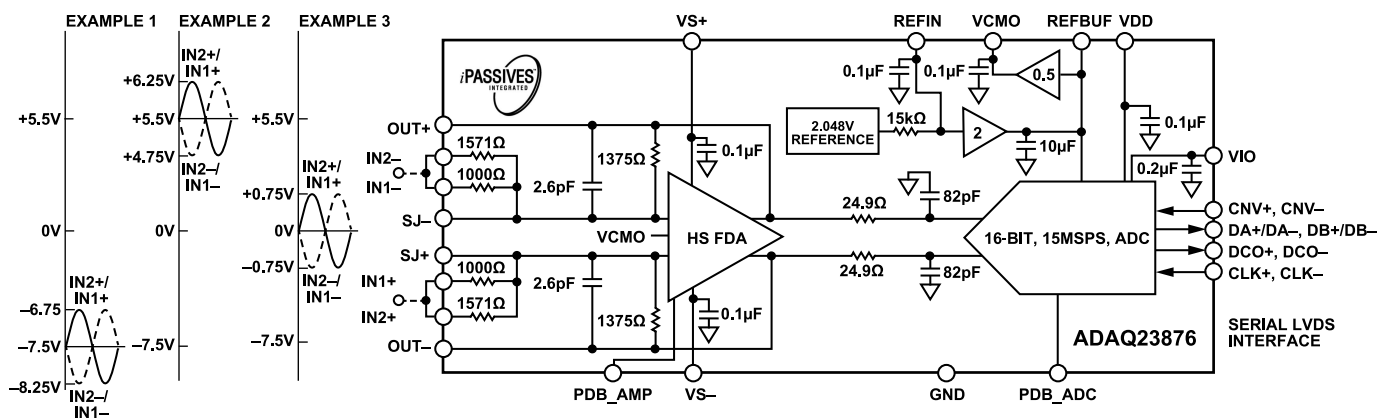 EXAMPLE 1
IN2+/
IN1+
+5.5V
0V
–6.75
–7.5V
–8.25V
IN2–/
IN1–
EXAMPLE 2
IN2+/
IN1+
+6.25V
+5.5V
+4.75V
IN2–/
IN1–
0V
–7.5V
EXAMPLE 3
+5.5V
IN2+/
IN1+
+0.75V
0V
–0.75V
IN2–/
IN1–
–7.5V
VS+
REFIN
VCMO
REFBUF
VDD
iPASSIVES
INTEGRATED
0.1µF
0.1µF
0.5
2.048V
REFERENCE
15kΩ
2
10µF
0.1µF
0.2µF
VIO
OUT+
IN2–
IN1–
1571Ω
1000Ω
2.6pF
1375Ω
0.1µF
SJ–
VCMO
HS FDA
24.9Ω
82pF
16-BIT, 15MSPS, ADC
CNV+, CNV–
DA+/DA–, DB+/DB–
DCO+, DCO–
CLK+, CLK–
SJ+
IN1+
IN2+
1000Ω
1571Ω
2.6pF
1375Ω
0.1µF
24.9Ω
82pF
OUT–
ADAQ23876
SERIAL LVDS
INTERFACE
PDB_AMP
VS–
GND
PDB_ADC